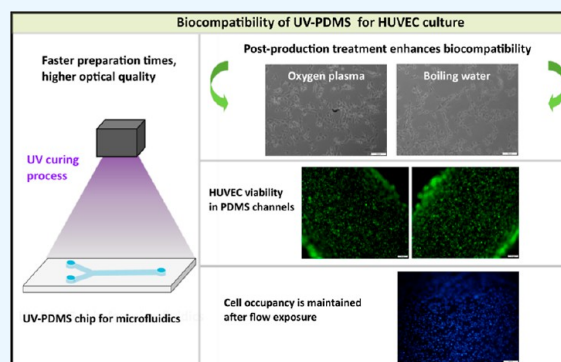 Biocompatibility of UV-PDMS for HUVEC culture
Faster preparation times,
higher optical quality
UV curing
process
UV-PDMS chip for microfluidics
Post-production treatment enhances biocompatibility
Oxygen plasma
Boiling water
HUVEC viability
in PDMS channels
Cell occupancy is maintained
after flow exposure